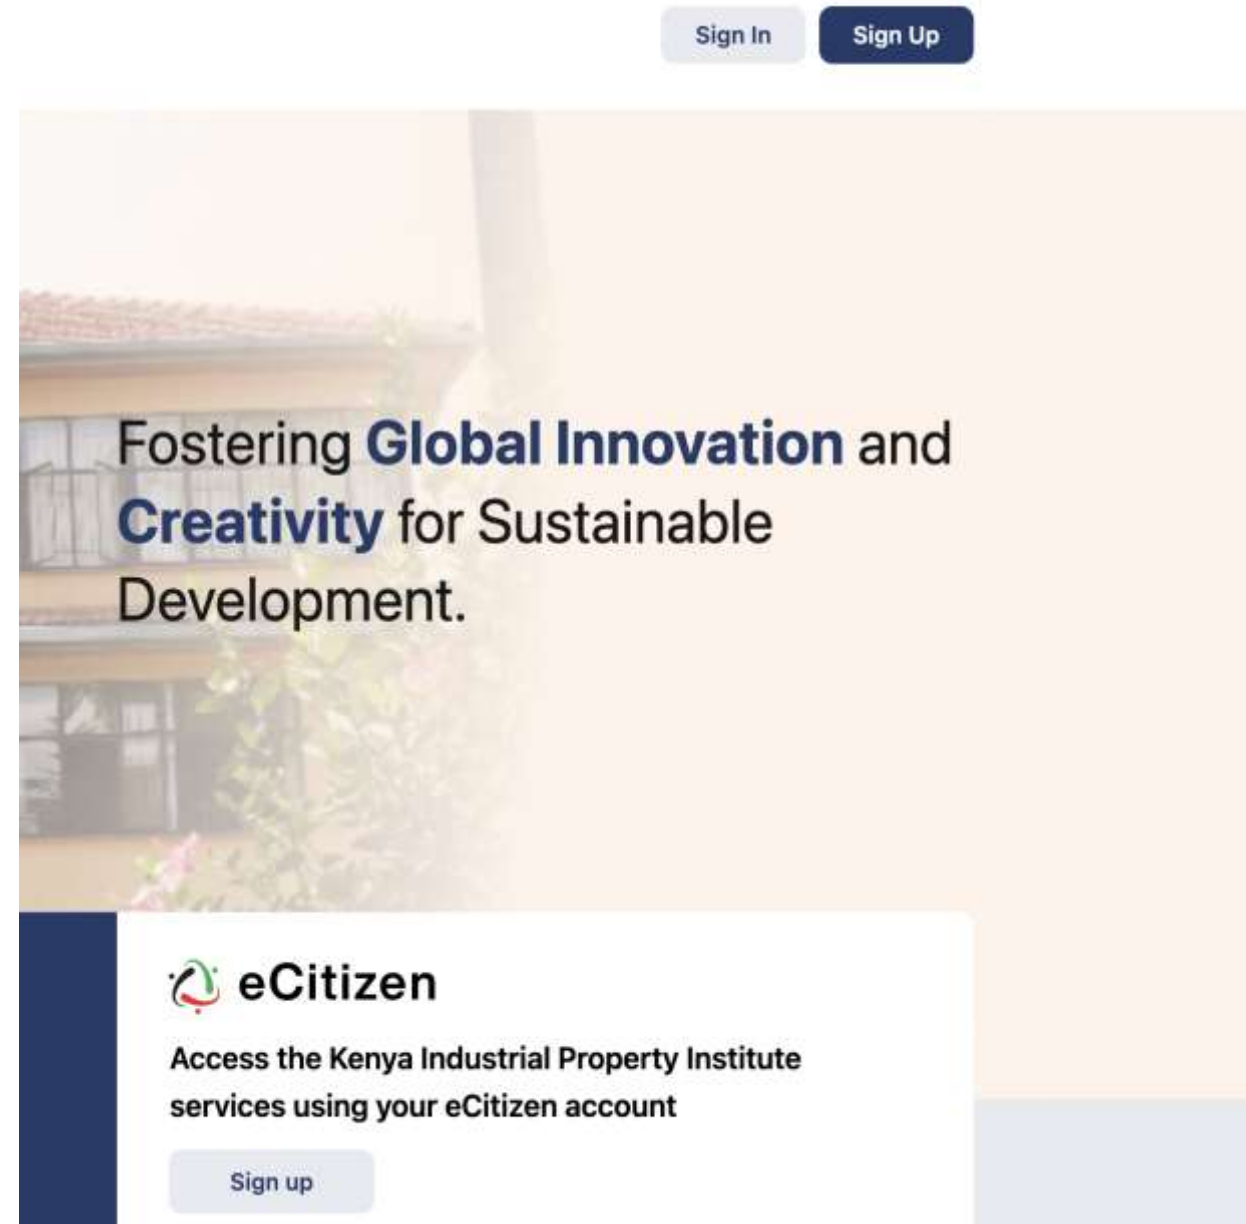 Sign In Sign Up
Fostering Global Innovation and
Creativity for Sustainable
Development.
eCitizen
Access the Kenya Industrial Property Institute
services using your eCitizen account
Sign up